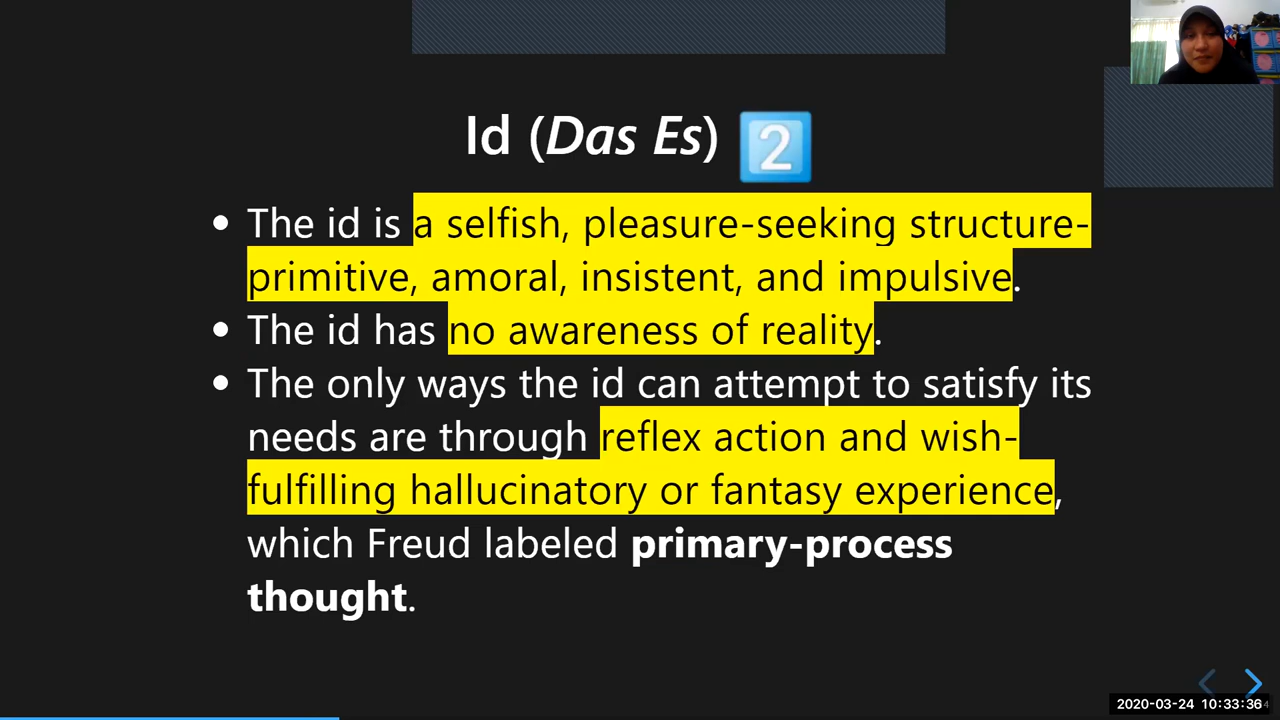 Id (Das Es) 2
• The id is a selfish, pleasure-seeking structure-
primitive, amoral, insistent, and impulsive.
• The id has no awareness of reality.
• The only ways the id can attempt to satisfy its
needs are through reflex action and wish-
fulfilling hallucinatory or fantasy experience,
which Freud labeled primary-process
thought.
2020-03-24 10:33:36